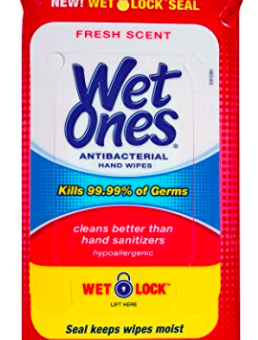 NEW! WET LOCK SEAL
FRESH SCENT
Wet
Ones®
ANTIBACTERIAL
HAND WIPES
Kills 99.99% of Germs
cleans better than
hand sanitizers
hypoallergenic
WET LOCK™
LIFT HERE
Seal keeps wipes moist